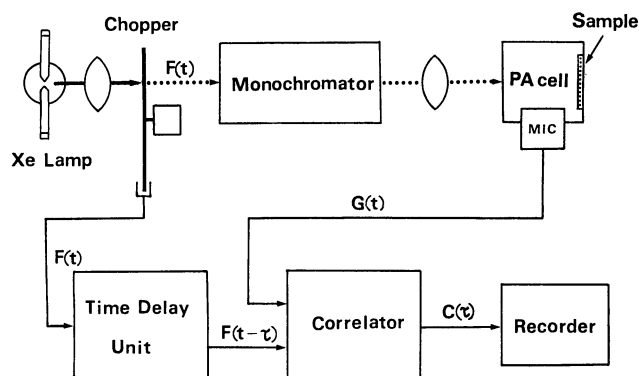 Chopper
Sample
F(t)
Monochromator
PA cell
MIC
Xe Lamp
G(t)
F(t)
Time Delay
Unit
F(t-τ)
Correlator
C(τ)
Recorder